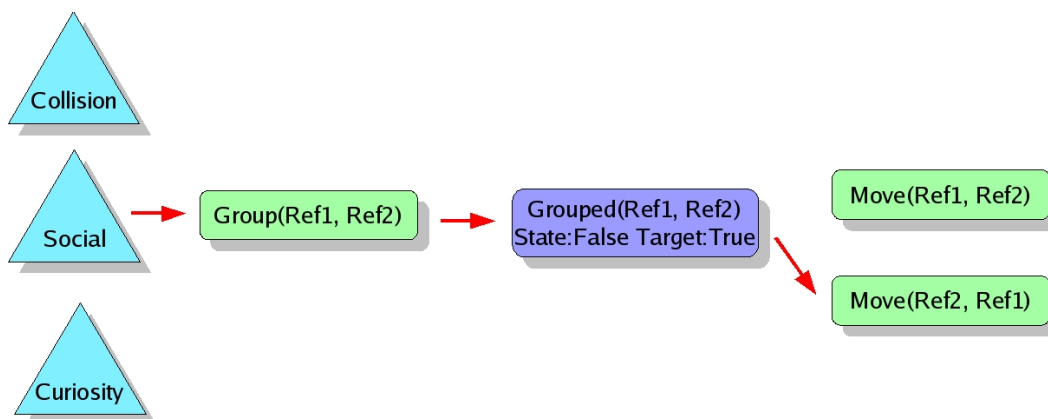 Collision
Social
Group(Ref1, Ref2)
Grouped(Ref1, Ref2)
State:False Target:True
Move(Ref1, Ref2)
Move(Ref2, Ref1)
Curiosity